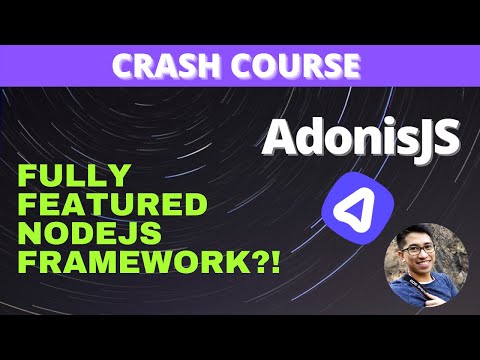 CRASH COURSE
AdonisJS
FULLY
FEATURED
NODEJS
FRAMEWORK?!